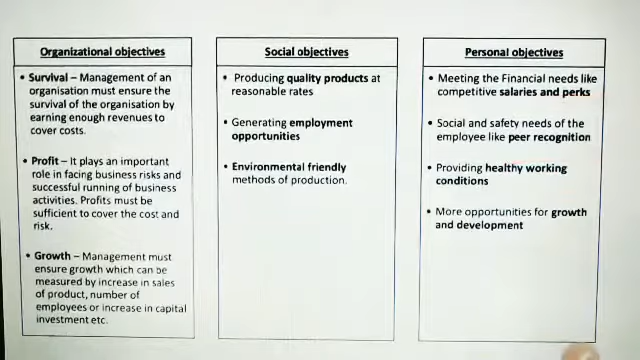 Organizational objectives
• Survival – Management of an
organisation must ensure the
survival of the organisation by
earning enough revenues to
cover costs.
• Profit – It plays an important
role in facing business risks and
successful running of business
activities. Profits must be
sufficient to cover the cost and
risk.
• Growth – Management must
ensure growth which can be
measured by increase in sales
of product, number of
employees or increase in capital
investment etc.
Social objectives
• Producing quality products at
reasonable rates
• Generating employment
opportunities
• Environmental friendly
methods of production.
Personal objectives
• Meeting the Financial needs like
competitive salaries and perks
• Social and safety needs of the
employee like peer recognition
• Providing healthy working
conditions
• More opportunities for growth
and development